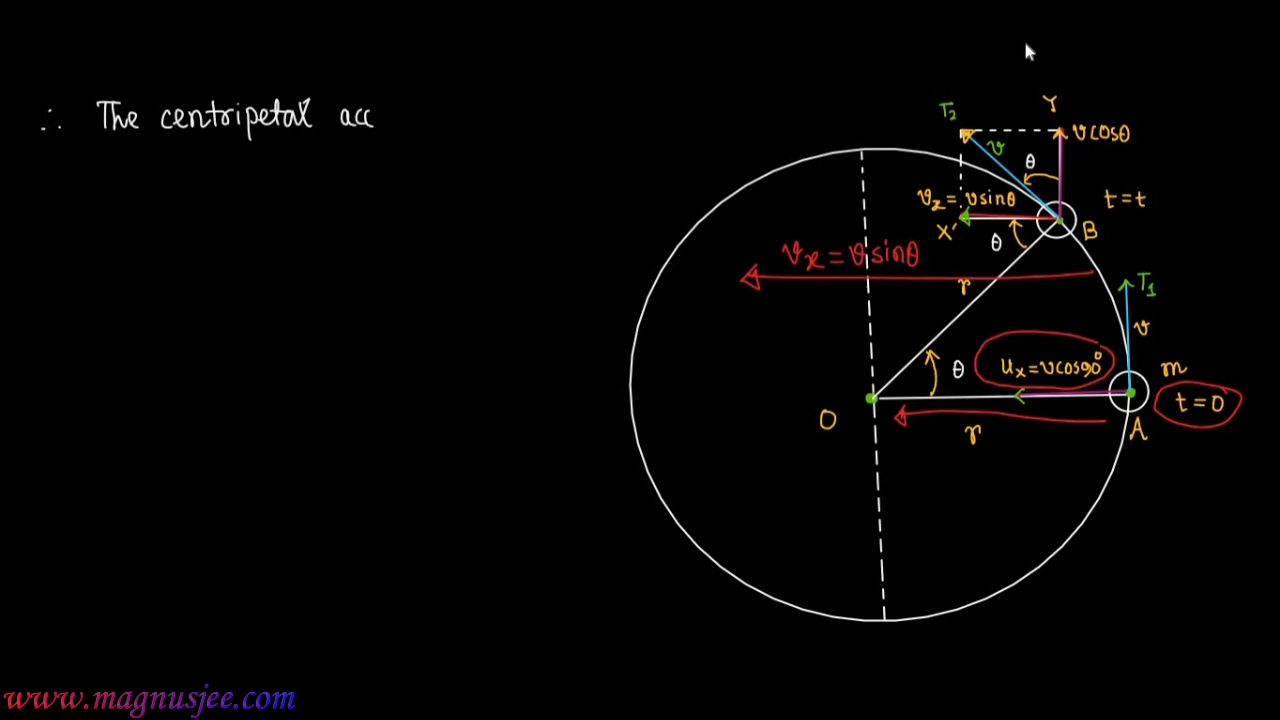 ∴ The centripetal acc
T₂
Y
v cosθ
v
θ
vₓ = v sinθ
t = t
X'
θ
B
vₓ = v sinθ
r
T₁
v
θ
uₓ = v cos90°
m
t = 0
O
r
A
www.magnusjee.com